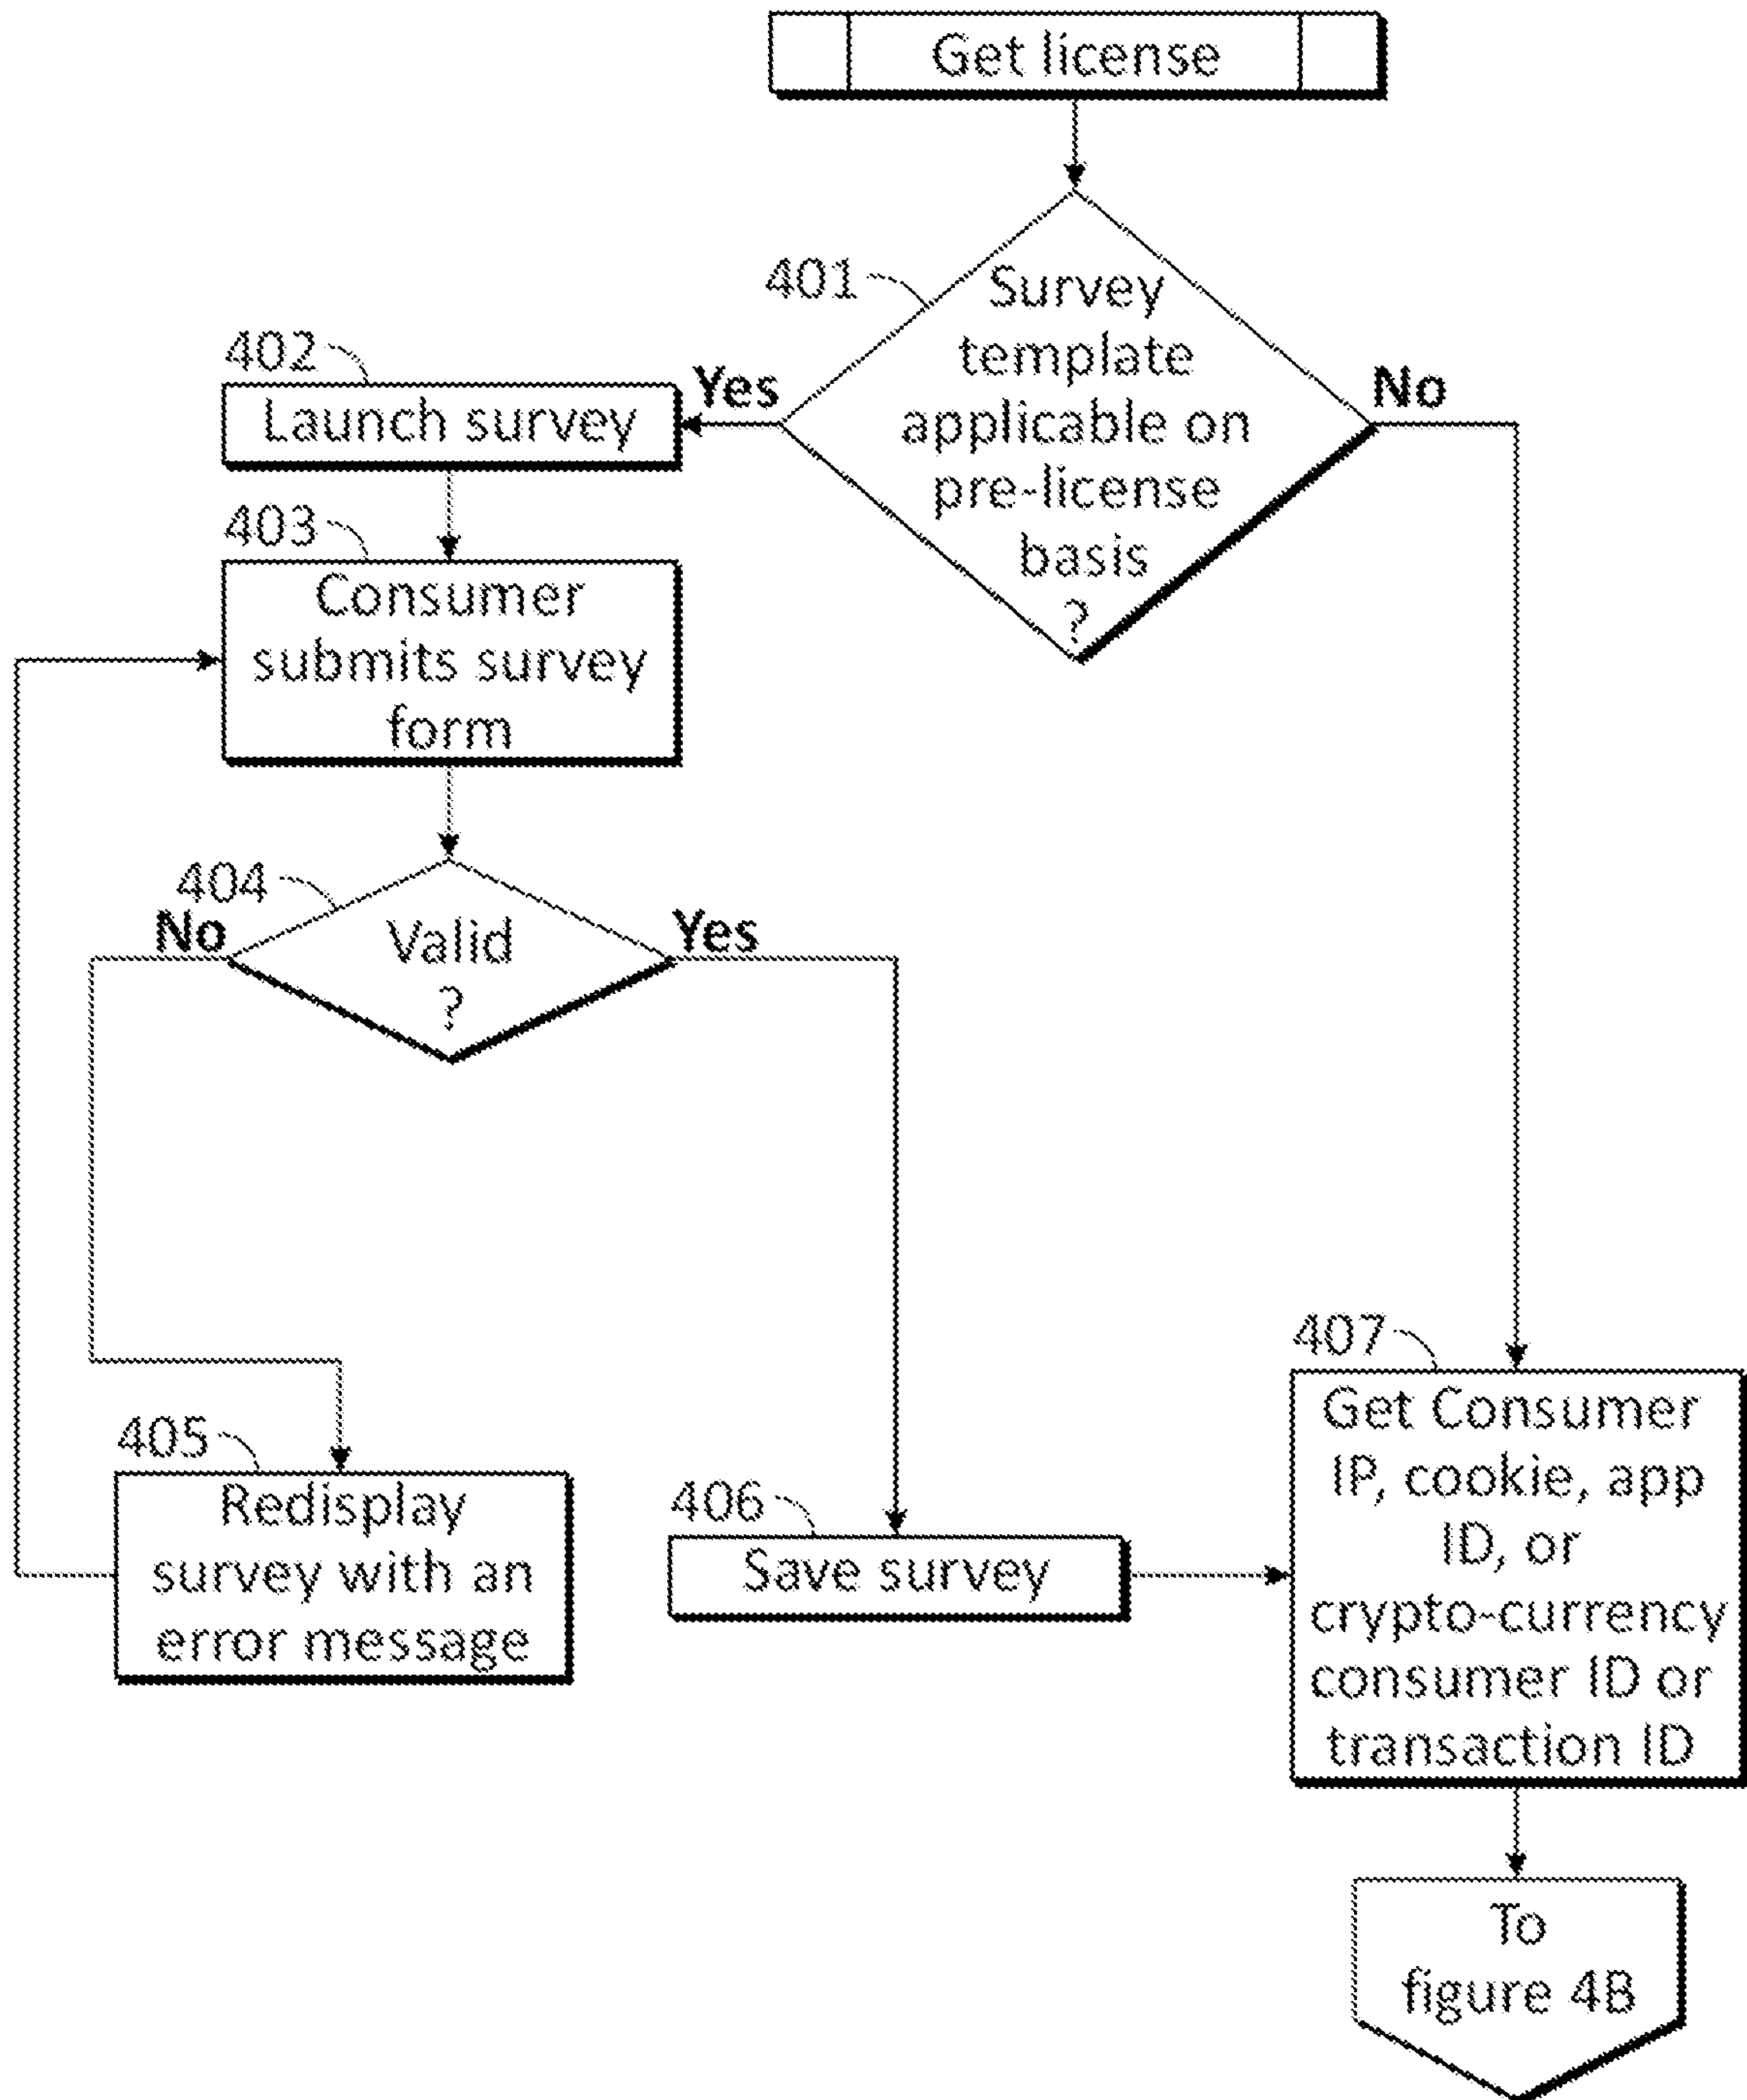 Get license
401
Survey
template
applicable on
pre-license
basis
?
Yes
No
402
Launch survey
403
Consumer
submits survey
form
404
Valid
?
No
Yes
405
Redisplay
survey with an
error message
406
Save survey
407
Get Consumer
IP, cookie, app
ID, or
crypto-currency
consumer ID or
transaction ID
To
figure 4B